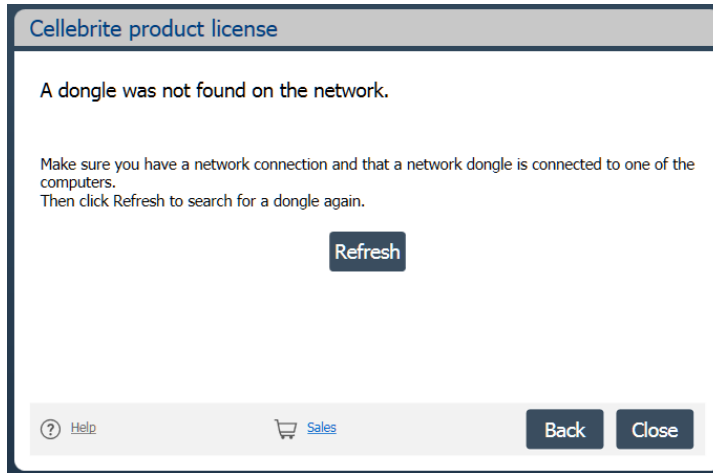 Cellebrite product license
A dongle was not found on the network.
Make sure you have a network connection and that a network dongle is connected to one of the
computers.
Then click Refresh to search for a dongle again.
Refresh
? Help
Sales
Back
Close